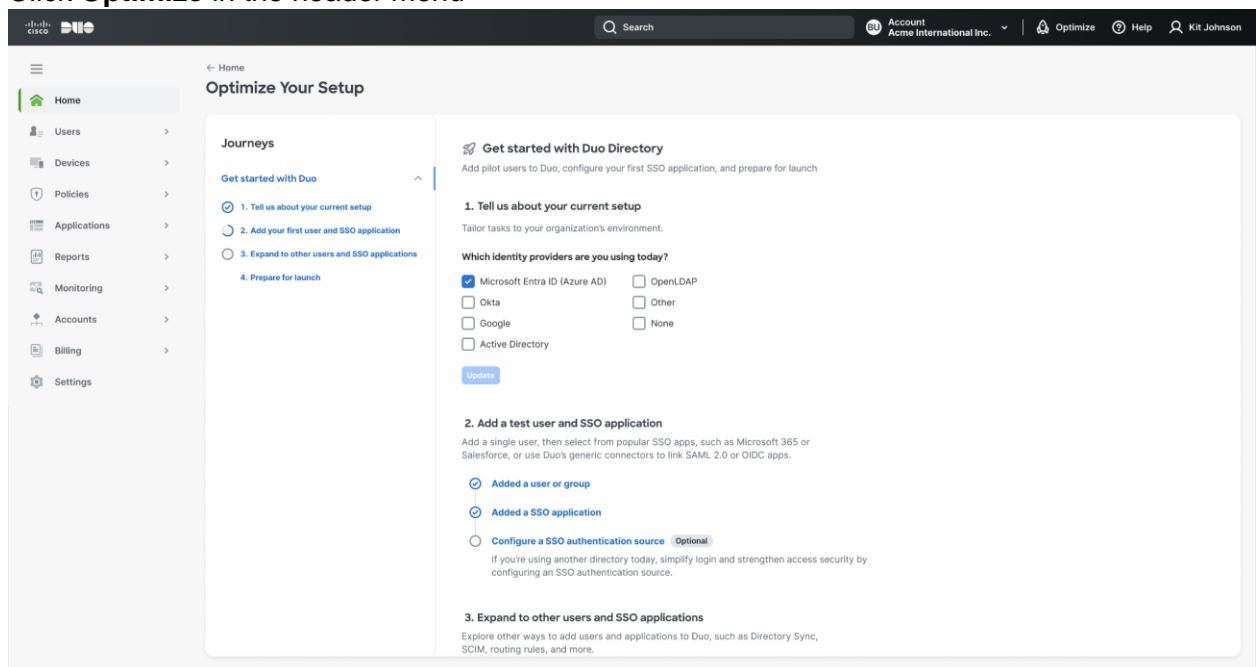 Click Optimize in the header menu
CISCO DUO
Search
BU Account
Acme International Inc.
Optimize
Help
Kit Johnson
← Home
Optimize Your Setup
Home
Users
Devices
Policies
Applications
Reports
Monitoring
Accounts
Billing
Settings
Journeys
Get started with Duo
1. Tell us about your current setup
2. Add your first user and SSO application
3. Expand to other users and SSO applications
4. Prepare for launch
Get started with Duo Directory
Add pilot users to Duo, configure your first SSO application, and prepare for launch
1. Tell us about your current setup
Tailor tasks to your organization's environment.
Which identity providers are you using today?
Microsoft Entra ID (Azure AD)
OpenLDAP
Okta
Other
Google
None
Active Directory
Update
2. Add a test user and SSO application
Add a single user, then select from popular SSO apps, such as Microsoft 365 or
Salesforce, or use Duo's generic connectors to link SAML 2.0 or OIDC apps.
Added a user or group
Added a SSO application
Configure a SSO authentication source Optional
If you're using another directory today, simplify login and strengthen access security by
configuring an SSO authentication source.
3. Expand to other users and SSO applications
Explore other ways to add users and applications to Duo, such as Directory Sync,
SCIM, routing rules, and more.